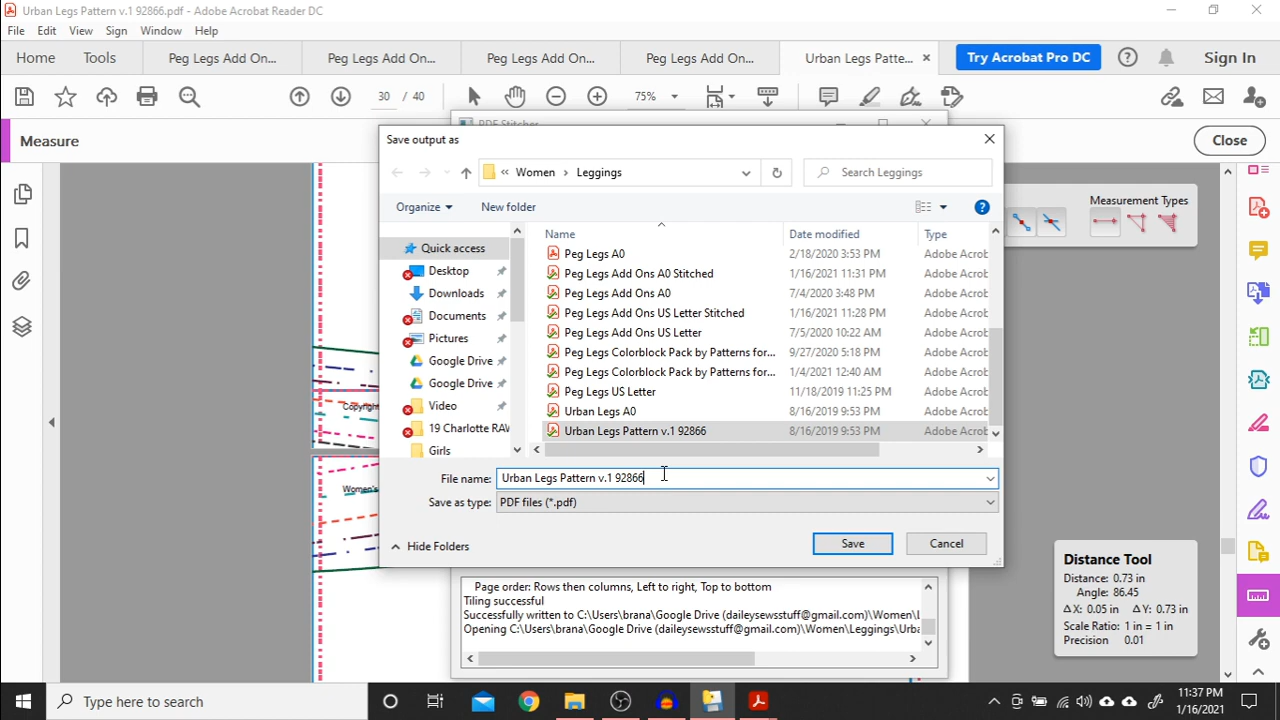 Urban Legs Pattern v.1 92866.pdf - Adobe Acrobat Reader DC
File Edit View Sign Window Help
Home Tools Peg Legs Add On... Peg Legs Add On... Peg Legs Add On... Peg Legs Add On... Urban Legs Patte... Try Acrobat Pro DC Sign In
30 / 40 75%
PDF Stitcher
Measure Close
Save output as
« Women › Leggings Search Leggings
Organize New folder
Measurement Types
Name Date modified Type
Quick access
Desktop
Downloads
Documents
Pictures
Google Drive
Google Drive
Video
19 Charlotte RAV
Girls
Peg Legs A0 2/18/2020 3:53 PM Adobe Acrob
Peg Legs Add Ons A0 Stitched 1/16/2021 11:31 PM Adobe Acrob
Peg Legs Add Ons A0 7/4/2020 3:48 PM Adobe Acrob
Peg Legs Add Ons US Letter Stitched 1/16/2021 11:28 PM Adobe Acrob
Peg Legs Add Ons US Letter 7/5/2020 10:22 AM Adobe Acrob
Peg Legs Colorblock Pack by Patterns for... 9/27/2020 5:18 PM Adobe Acrob
Peg Legs Colorblock Pack by Patterns for... 1/4/2021 12:40 AM Adobe Acrob
Peg Legs US Letter 11/18/2019 11:25 PM Adobe Acrob
Urban Legs A0 8/16/2019 9:53 PM Adobe Acrob
Urban Legs Pattern v.1 92866 8/16/2019 9:53 PM Adobe Acrob
Copyright
Women's
File name: Urban Legs Pattern v.1 92866
Save as type: PDF files (*.pdf)
Hide Folders Save Cancel
Distance Tool
Distance: 0.73 in
Angle: 86.45
Δ X: 0.05 in Δ Y: 0.73 in
Scale Ratio: 1 in = 1 in
Precision 0.01
Page order: Rows then columns, Left to right, Top to bottom
Tiling successful
Successfully written to C:\Users\brana\Google Drive (daileysewsstuff@gmail.com)\Women\L
Opening C:\Users\brana\Google Drive (daileysewsstuff@gmail.com)\Women\Leggings\Urba
Type here to search
11:37 PM
1/16/2021